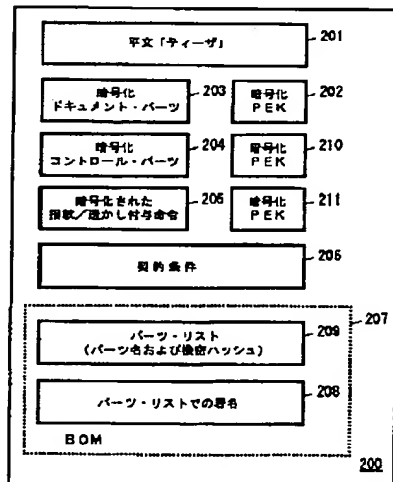 平文「ティーザ」
201
暗号化
ドキュメント・パーツ
203
暗号化
PEK
202
暗号化
コントロール・パーツ
204
暗号化
PEK
210
暗号化された
指紋/透かし付与命令
205
暗号化
PEK
211
契約条件
206
207
パーツ・リスト
(パーツ名および機密ハッシュ)
209
パーツ・リストでの署名
208
BOM
200